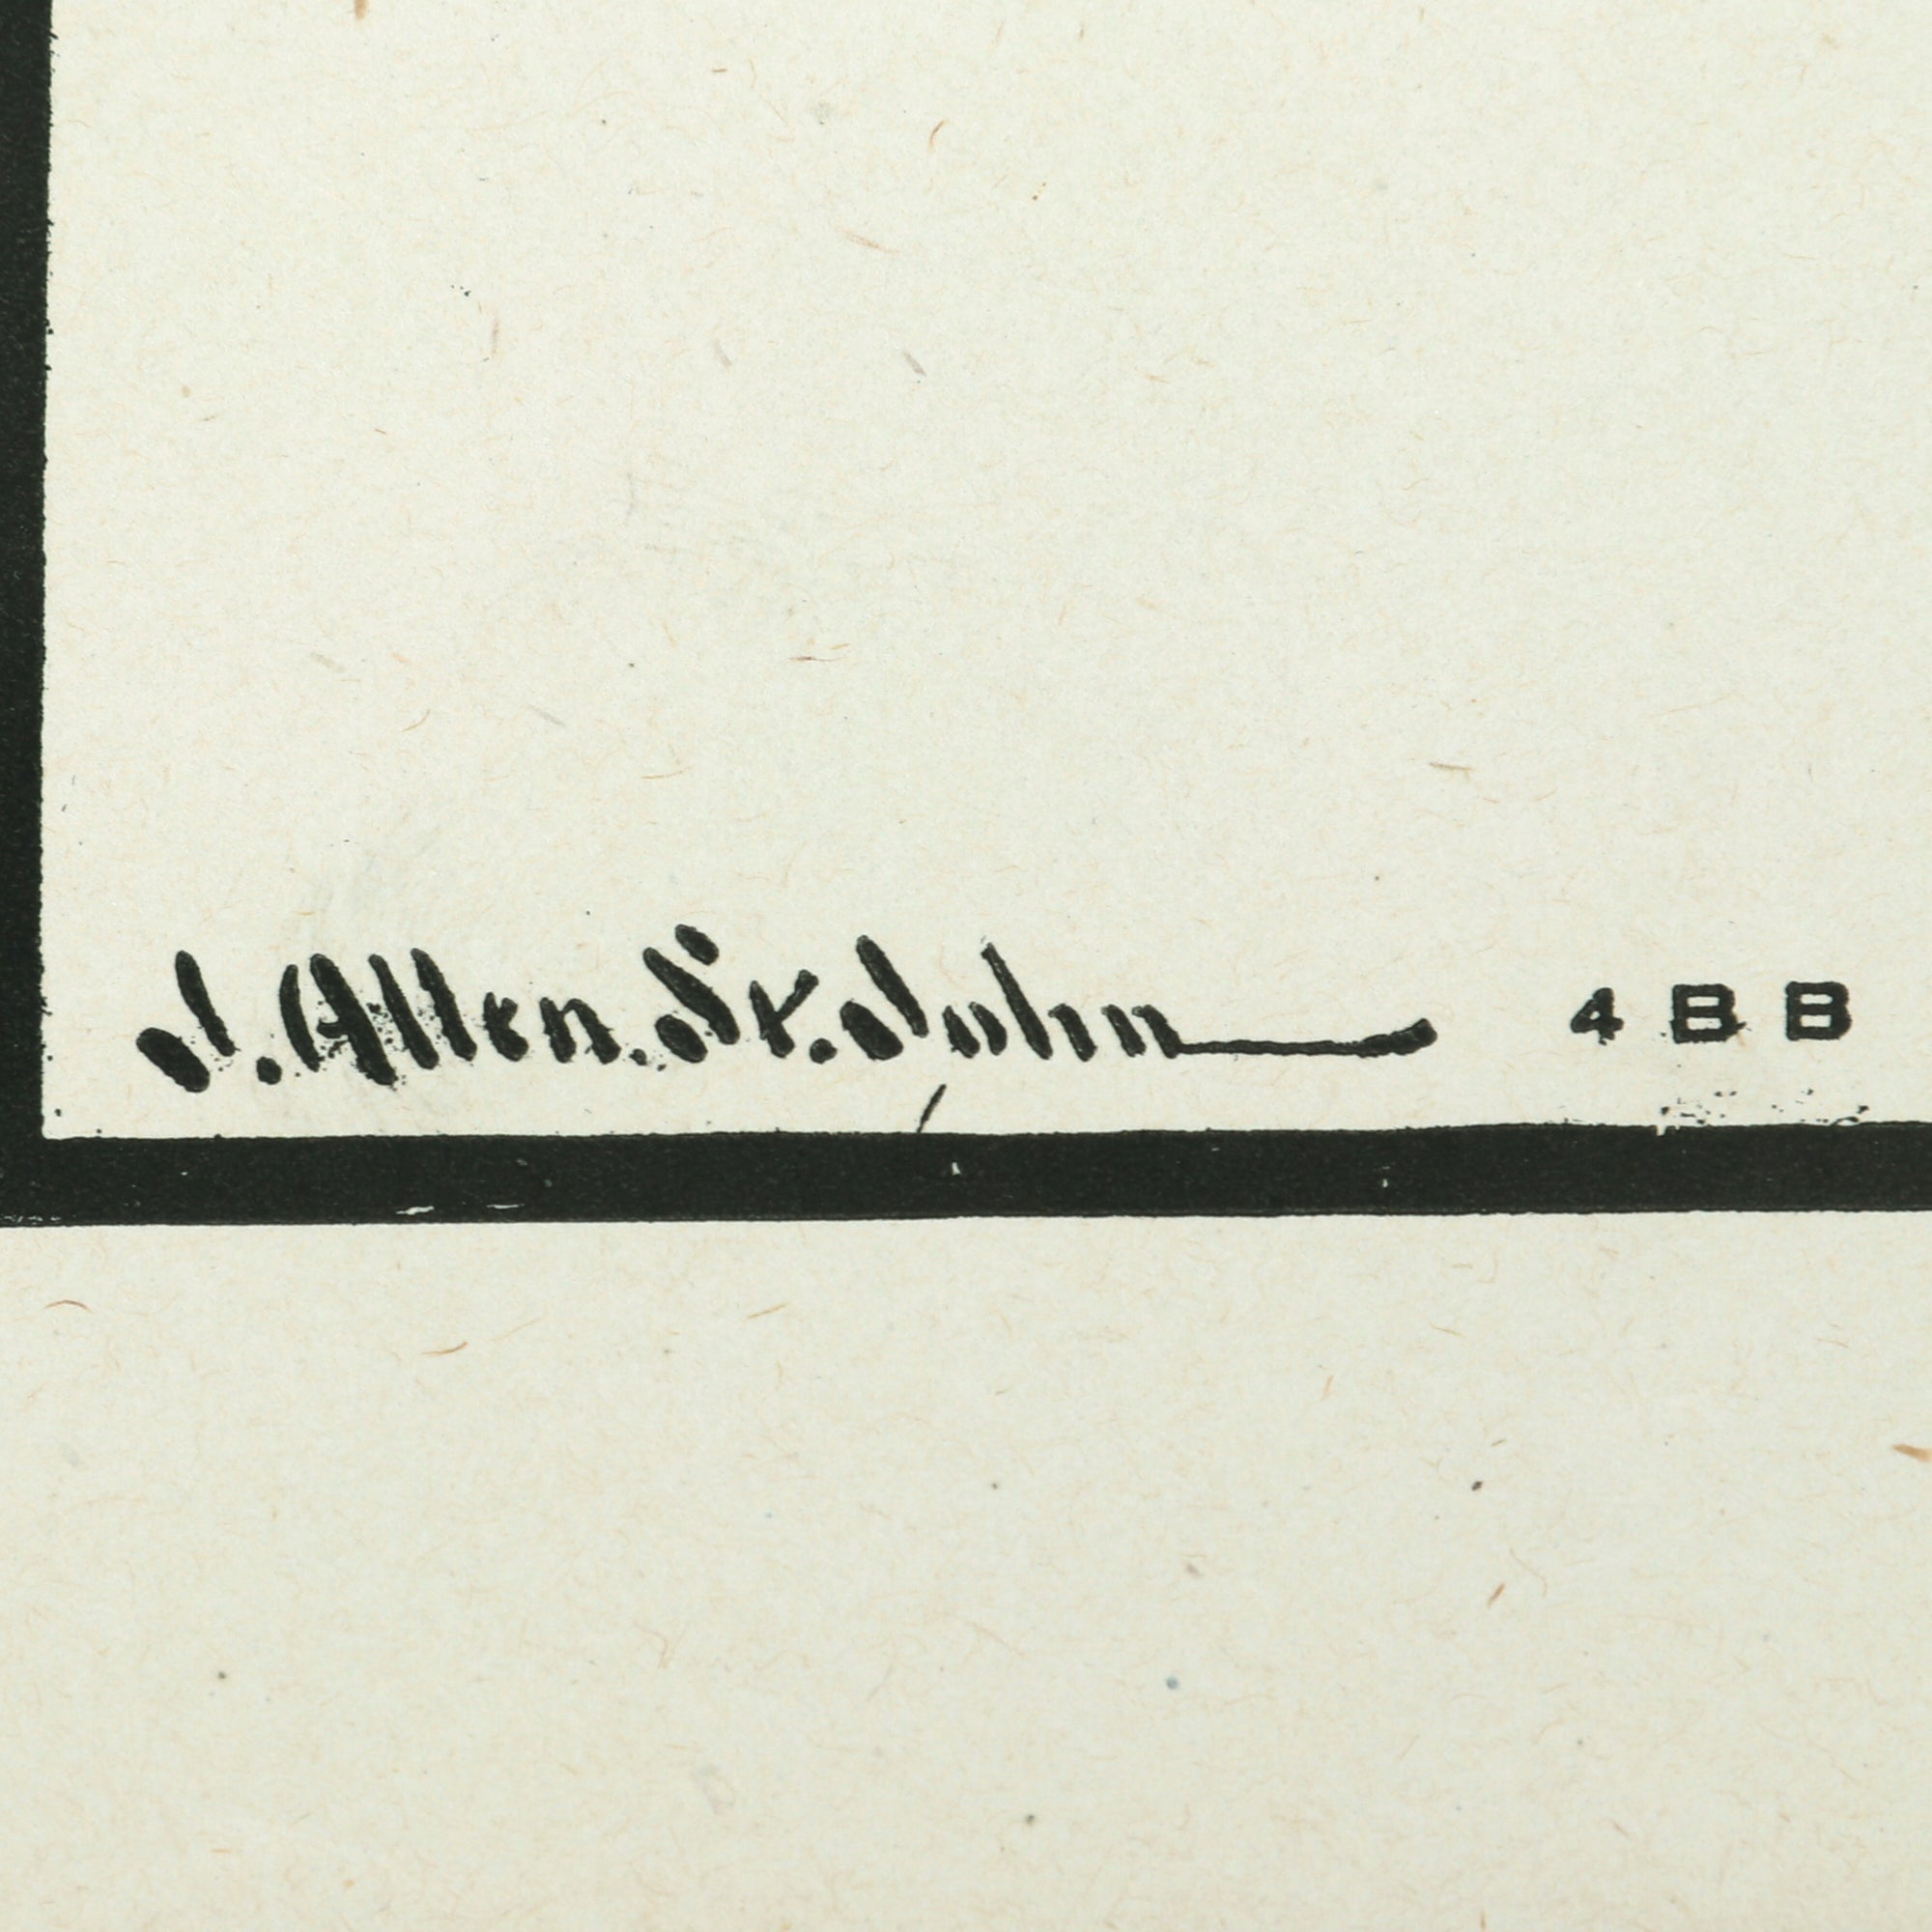 J. Allen. St. John 4 B B